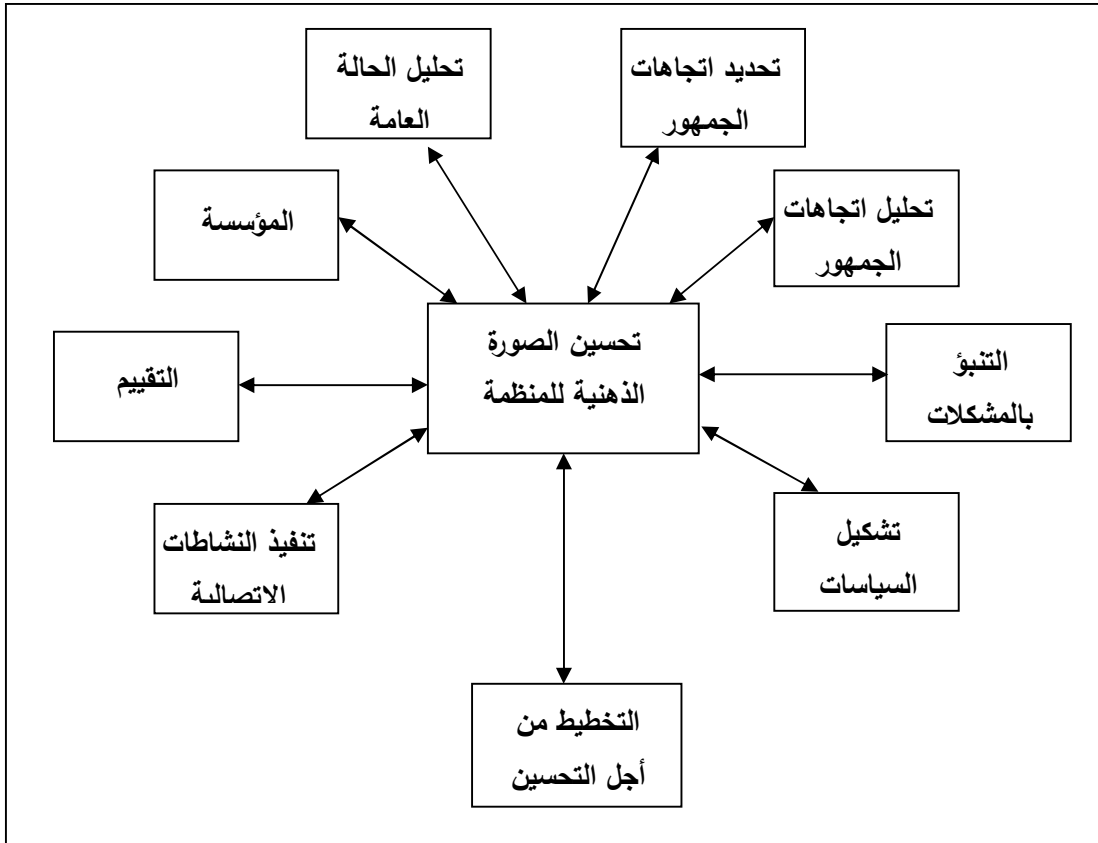 تحديد اتجاهات
الجمهور
تحليل الحالة
العامة
تحليل اتجاهات
الجمهور
المؤسسة
تحسين الصورة
الذهنية للمنظمة
التنبؤ
بالمشكلات
التقييم
تشكيل
السياسات
تنفيذ النشاطات
الاتصالية
التخطيط من
أجل التحسين